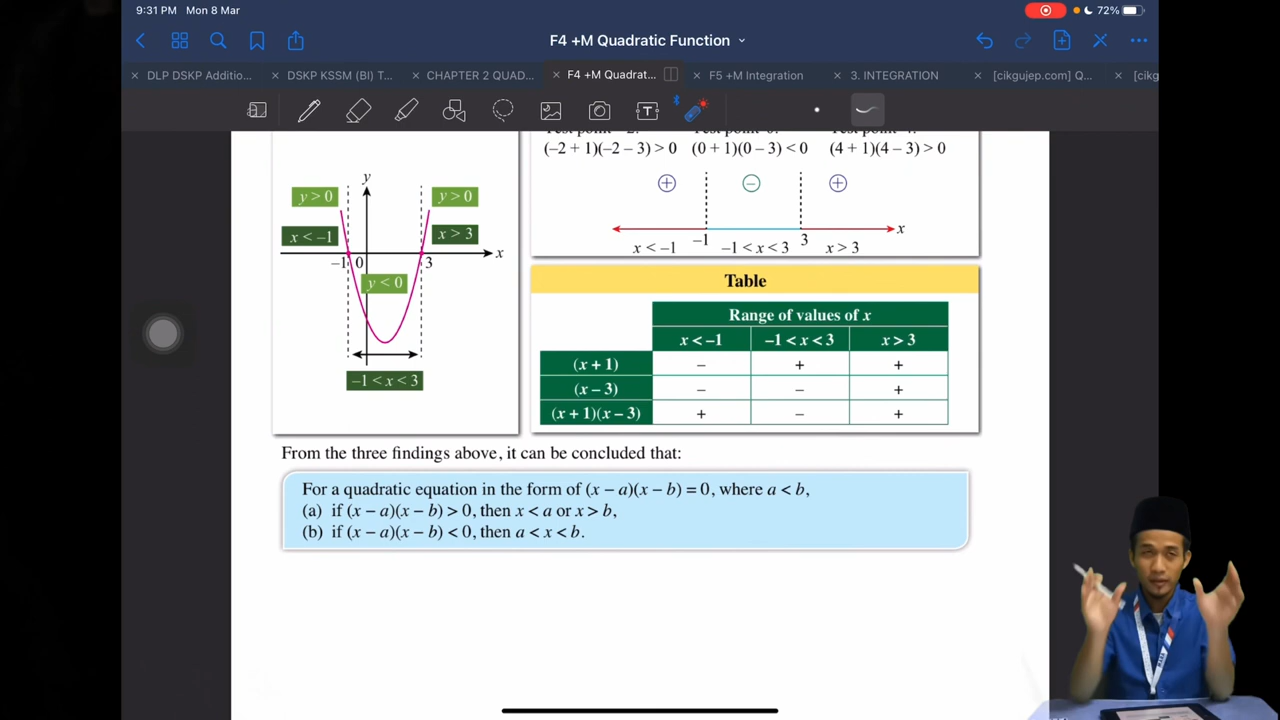 9:31 PM Mon 8 Mar
72%
F4 +M Quadratic Function
DLP DSKP Additio...
DSKP KSSM (BI) T...
CHAPTER 2 QUAD...
F4 +M Quadrat...
F5 +M Integration
3. INTEGRATION
[cikgujep.com] Q...
[cikg
y
y > 0
y > 0
x < −1
x > 3
x
−1 0
3
y < 0
−1 < x < 3
(−2 + 1)(−2 − 3) > 0 (0 + 1)(0 − 3) < 0 (4 + 1)(4 − 3) > 0
+ − +
x
−1 3
x < −1 −1 < x < 3 x > 3
Table
Range of values of x
x < −1 −1 < x < 3 x > 3
(x + 1) − + +
(x − 3) − − +
(x + 1)(x − 3) + − +
From the three findings above, it can be concluded that:
For a quadratic equation in the form of (x − a)(x − b) = 0, where a < b,
(a) if (x − a)(x − b) > 0, then x < a or x > b,
(b) if (x − a)(x − b) < 0, then a < x < b.